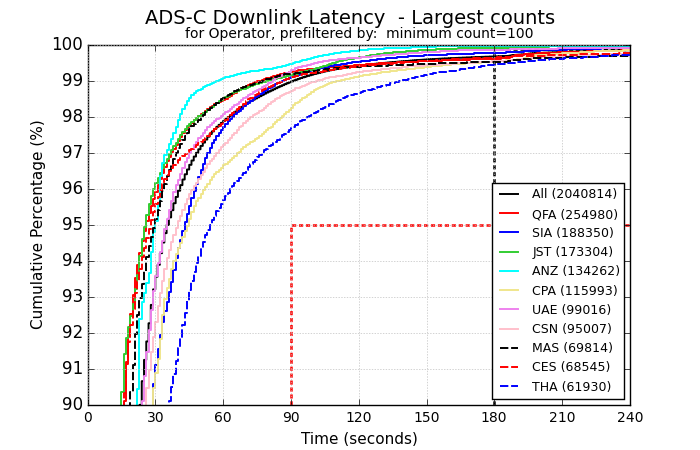 ADS-C Downlink Latency  - Largest counts
for Operator, prefiltered by:  minimum count=100
Cumulative Percentage (%)
100
99
98
97
96
95
94
93
92
91
90
All (2040814)
QFA (254980)
SIA (188350)
JST (173304)
ANZ (134262)
CPA (115993)
UAE (99016)
CSN (95007)
MAS (69814)
CES (68545)
THA (61930)
0 30 60 90 120 150 180 210 240
Time (seconds)